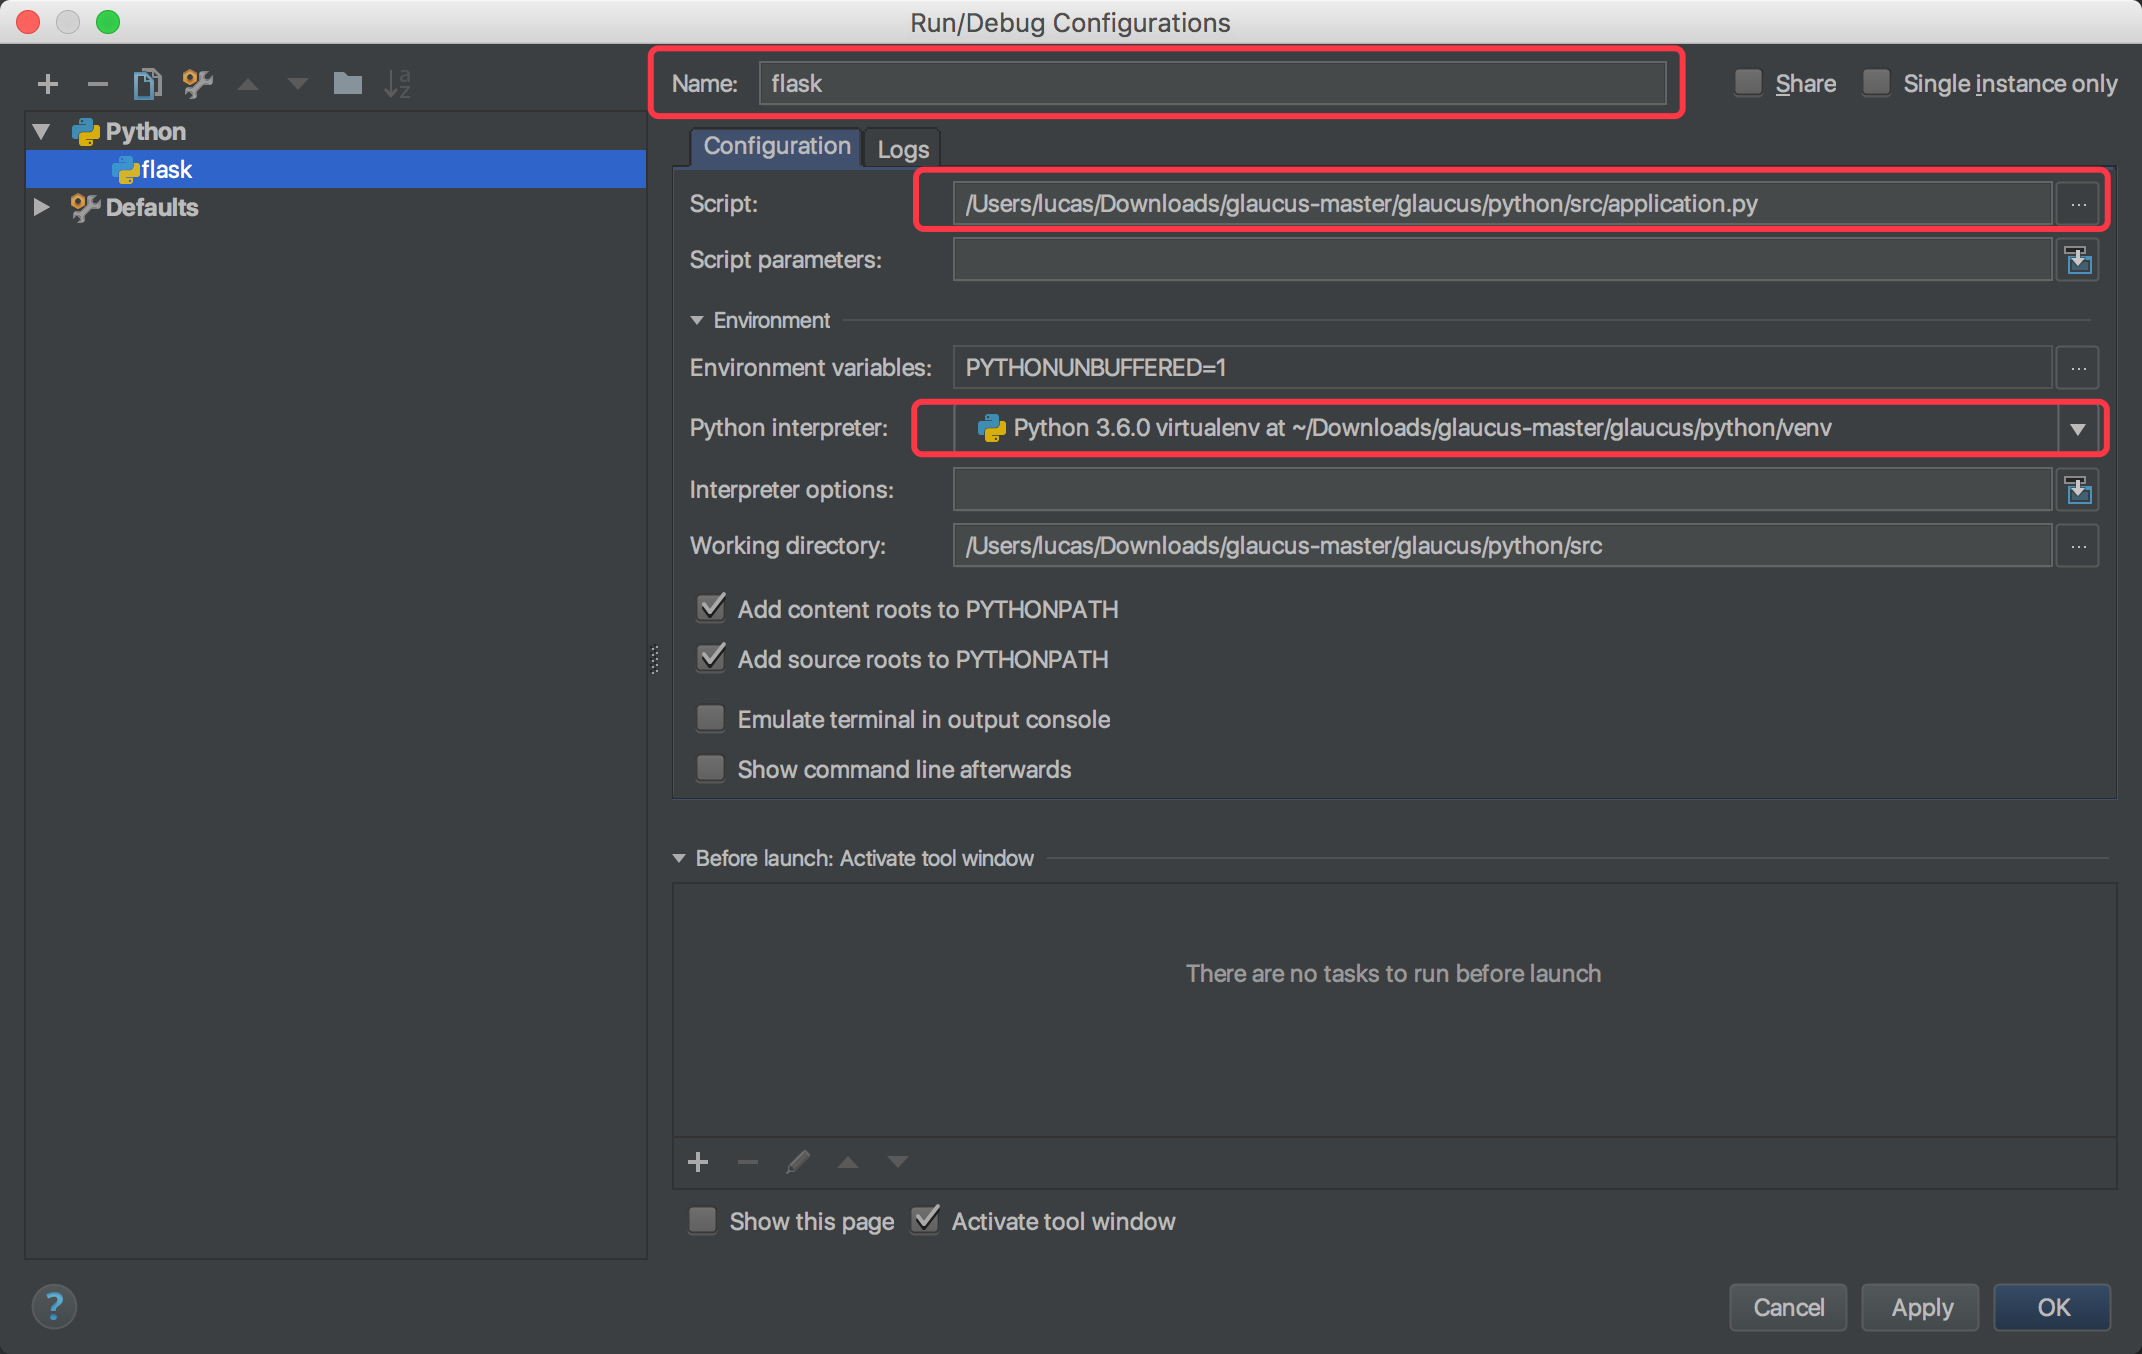 Run/Debug Configurations
Name: flask
Share
Single instance only
Python
flask
Defaults
Configuration
Logs
Script: /Users/lucas/Downloads/glaucus-master/glaucus/python/src/application.py
Script parameters:
Environment
Environment variables: PYTHONUNBUFFERED=1
Python interpreter: Python 3.6.0 virtualenv at ~/Downloads/glaucus-master/glaucus/python/venv
Interpreter options:
Working directory: /Users/lucas/Downloads/glaucus-master/glaucus/python/src
Add content roots to PYTHONPATH
Add source roots to PYTHONPATH
Emulate terminal in output console
Show command line afterwards
Before launch: Activate tool window
There are no tasks to run before launch
Show this page
Activate tool window
Cancel
Apply
OK